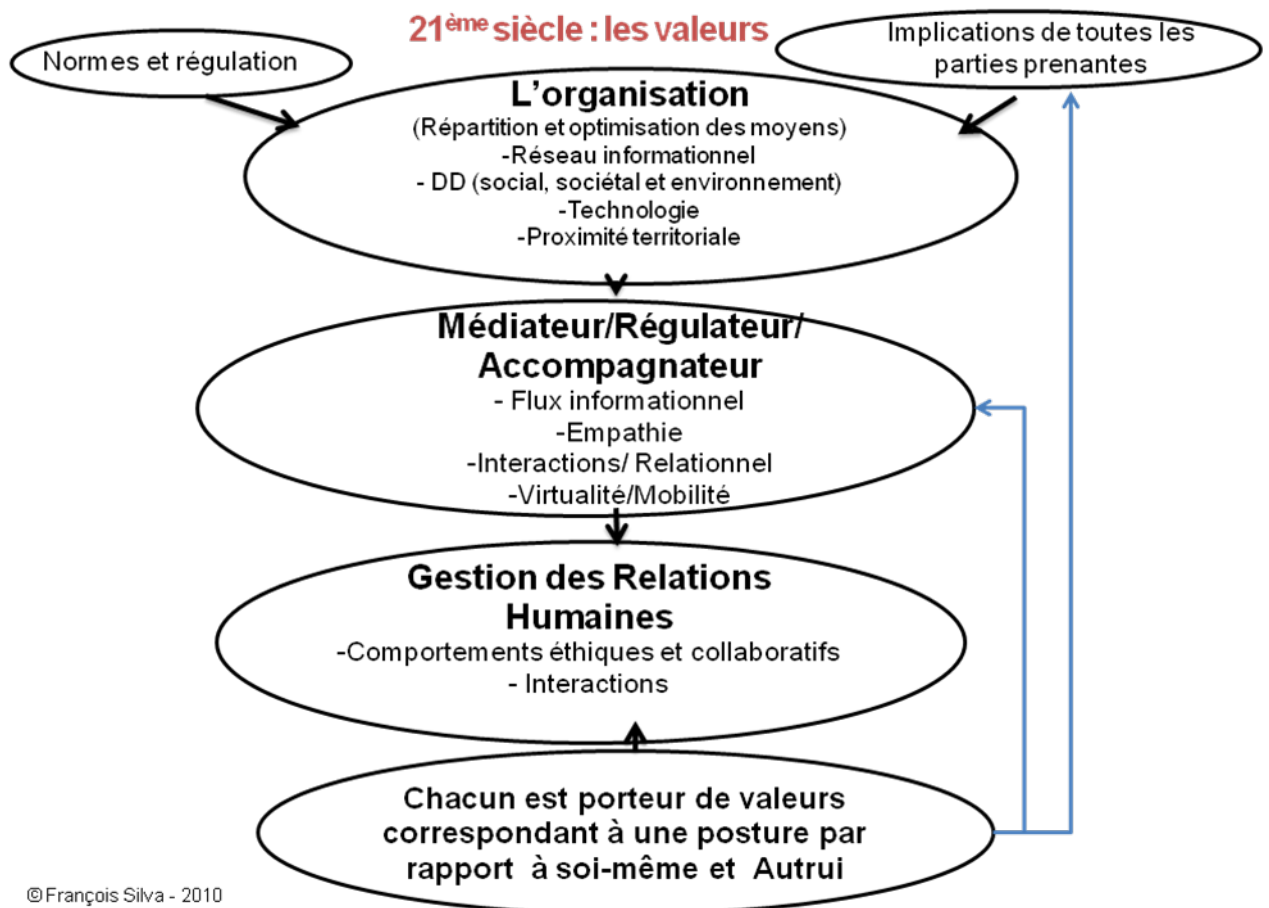 21ème siècle : les valeurs
Normes et régulation
Implications de toutes les
parties prenantes
L'organisation
(Répartition et optimisation des moyens)
-Réseau informationnel
- DD (social, sociétal et environnement)
-Technologie
-Proximité territoriale
Médiateur/Régulateur/
Accompagnateur
- Flux informationnel
-Empathie
-Interactions/ Relationnel
-Virtualité/Mobilité
Gestion des Relations
Humaines
-Comportements éthiques et collaboratifs
- Interactions
Chacun est porteur de valeurs
correspondant à une posture par
rapport à soi-même et Autrui
©François Silva - 2010